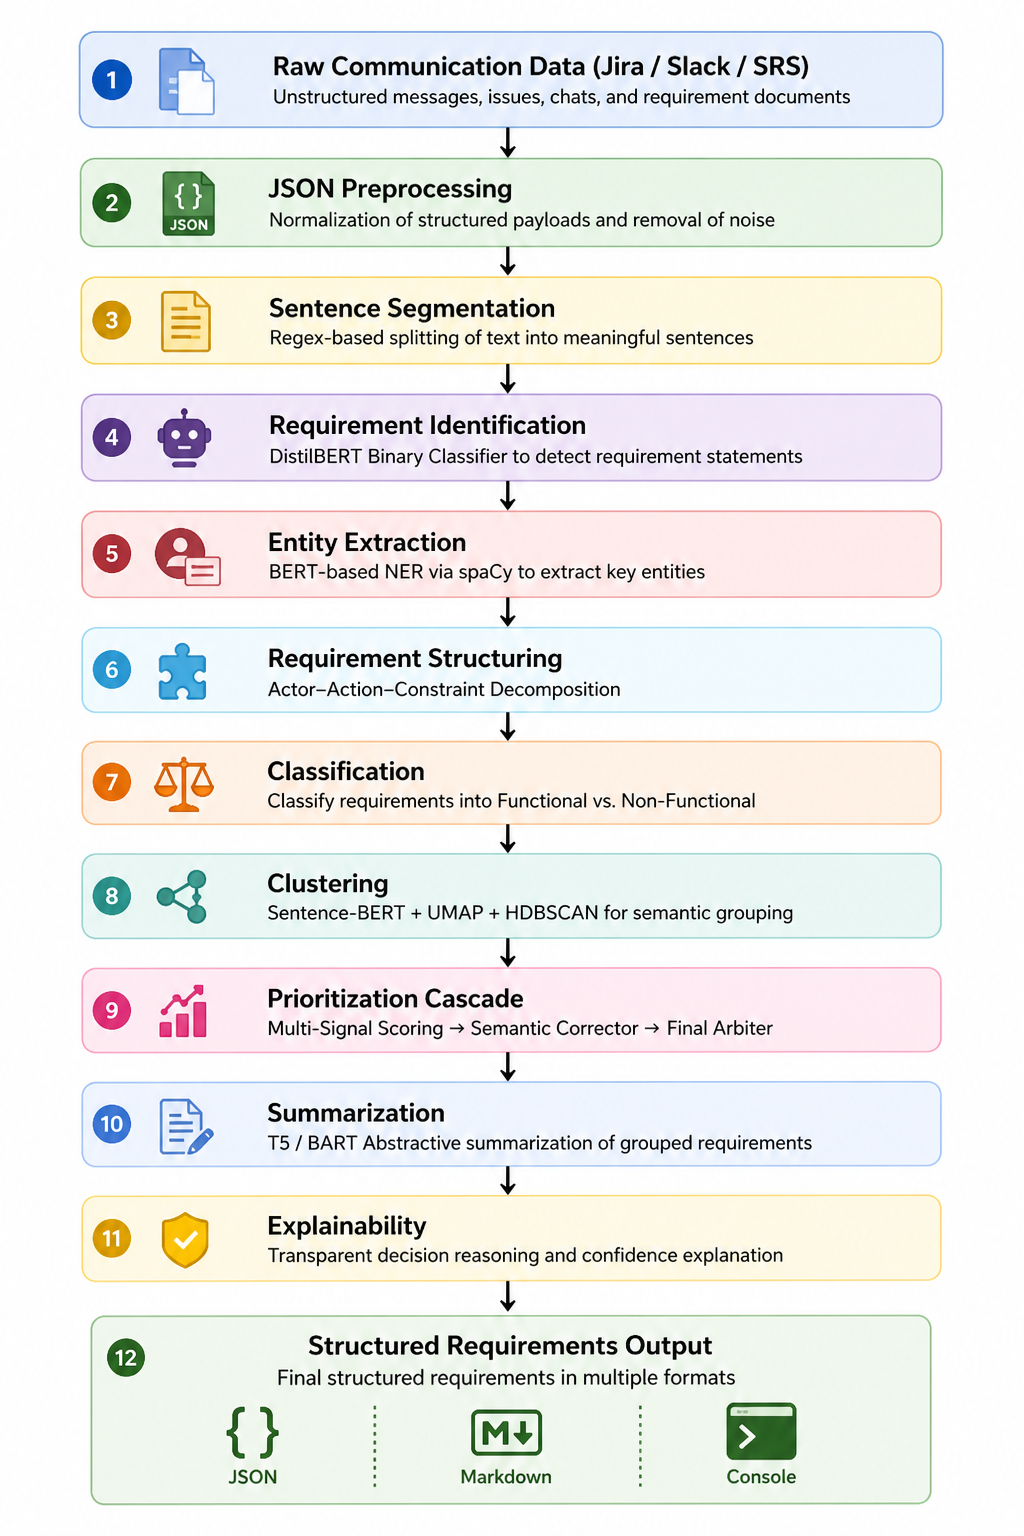 1
Raw Communication Data (Jira / Slack / SRS)
Unstructured messages, issues, chats, and requirement documents
2
{ }
JSON
JSON Preprocessing
Normalization of structured payloads and removal of noise
3
Sentence Segmentation
Regex-based splitting of text into meaningful sentences
4
Requirement Identification
DistilBERT Binary Classifier to detect requirement statements
5
Entity Extraction
BERT-based NER via spaCy to extract key entities
6
Requirement Structuring
Actor–Action–Constraint Decomposition
7
Classification
Classify requirements into Functional vs. Non-Functional
8
Clustering
Sentence-BERT + UMAP + HDBSCAN for semantic grouping
9
Prioritization Cascade
Multi-Signal Scoring → Semantic Corrector → Final Arbiter
10
Summarization
T5 / BART Abstractive summarization of grouped requirements
11
Explainability
Transparent decision reasoning and confidence explanation
12
Structured Requirements Output
Final structured requirements in multiple formats
{ }
JSON
M↓
Markdown
Console